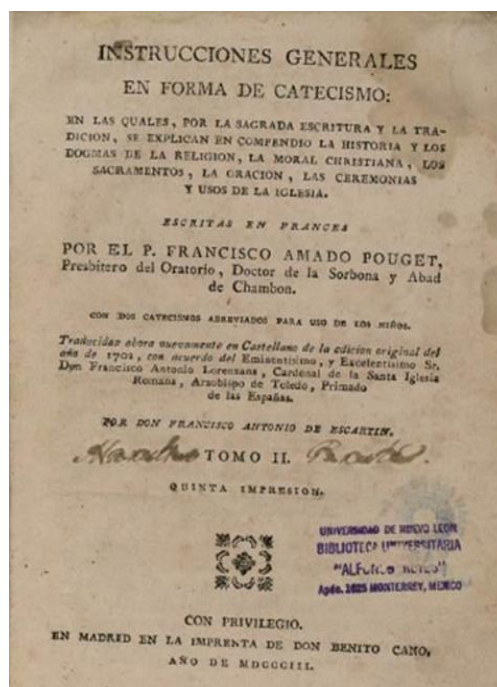 INSTRUCCIONES GENERALES
EN FORMA DE CATECISMO:
EN LAS QUALES, POR LA SAGRADA ESCRITURA Y LA TRA-
DICION, SE EXPLICAN EN COMPENDIO LA HISTORIA Y LOS
DOGMAS DE LA RELIGION, LA MORAL CHRISTIANA, LOS
SACRAMENTOS, LA ORACION, LAS CEREMONIAS
Y USOS DE LA IGLESIA.
ESCRITAS EN FRANCES
POR EL P. FRANCISCO AMADO POUGET,
Presbitero del Oratorio, Doctor de la Sorbona y Abad
de Chambon.
CON DOS CATECISMOS ABREVIADOS PARA USO DE LOS NIÑOS.
Traducidas ahora nuevamente en Castellano de la edicion original del
año de 1702, con acuerdo del Eminentisimo, y Excelentisimo Sr.
Don Francisco Antonio Lorenzana, Cardenal de la Santa Iglesia
Romana, Arzobispo de Toledo, Primado
de las Españas.
POR DON FRANCISCO ANTONIO DE ESCARTIN.
TOMO II.
QUINTA IMPRESION.
UNIVERSIDAD DE NUEVO LEON
BIBLIOTECA UNIVERSITARIA
"ALFONSO REYES"
Apdo. 1625 MONTERREY, MEXICO
CON PRIVILEGIO.
EN MADRID EN LA IMPRENTA DE DON BENITO CANO,
AÑO DE MDCCCIII.